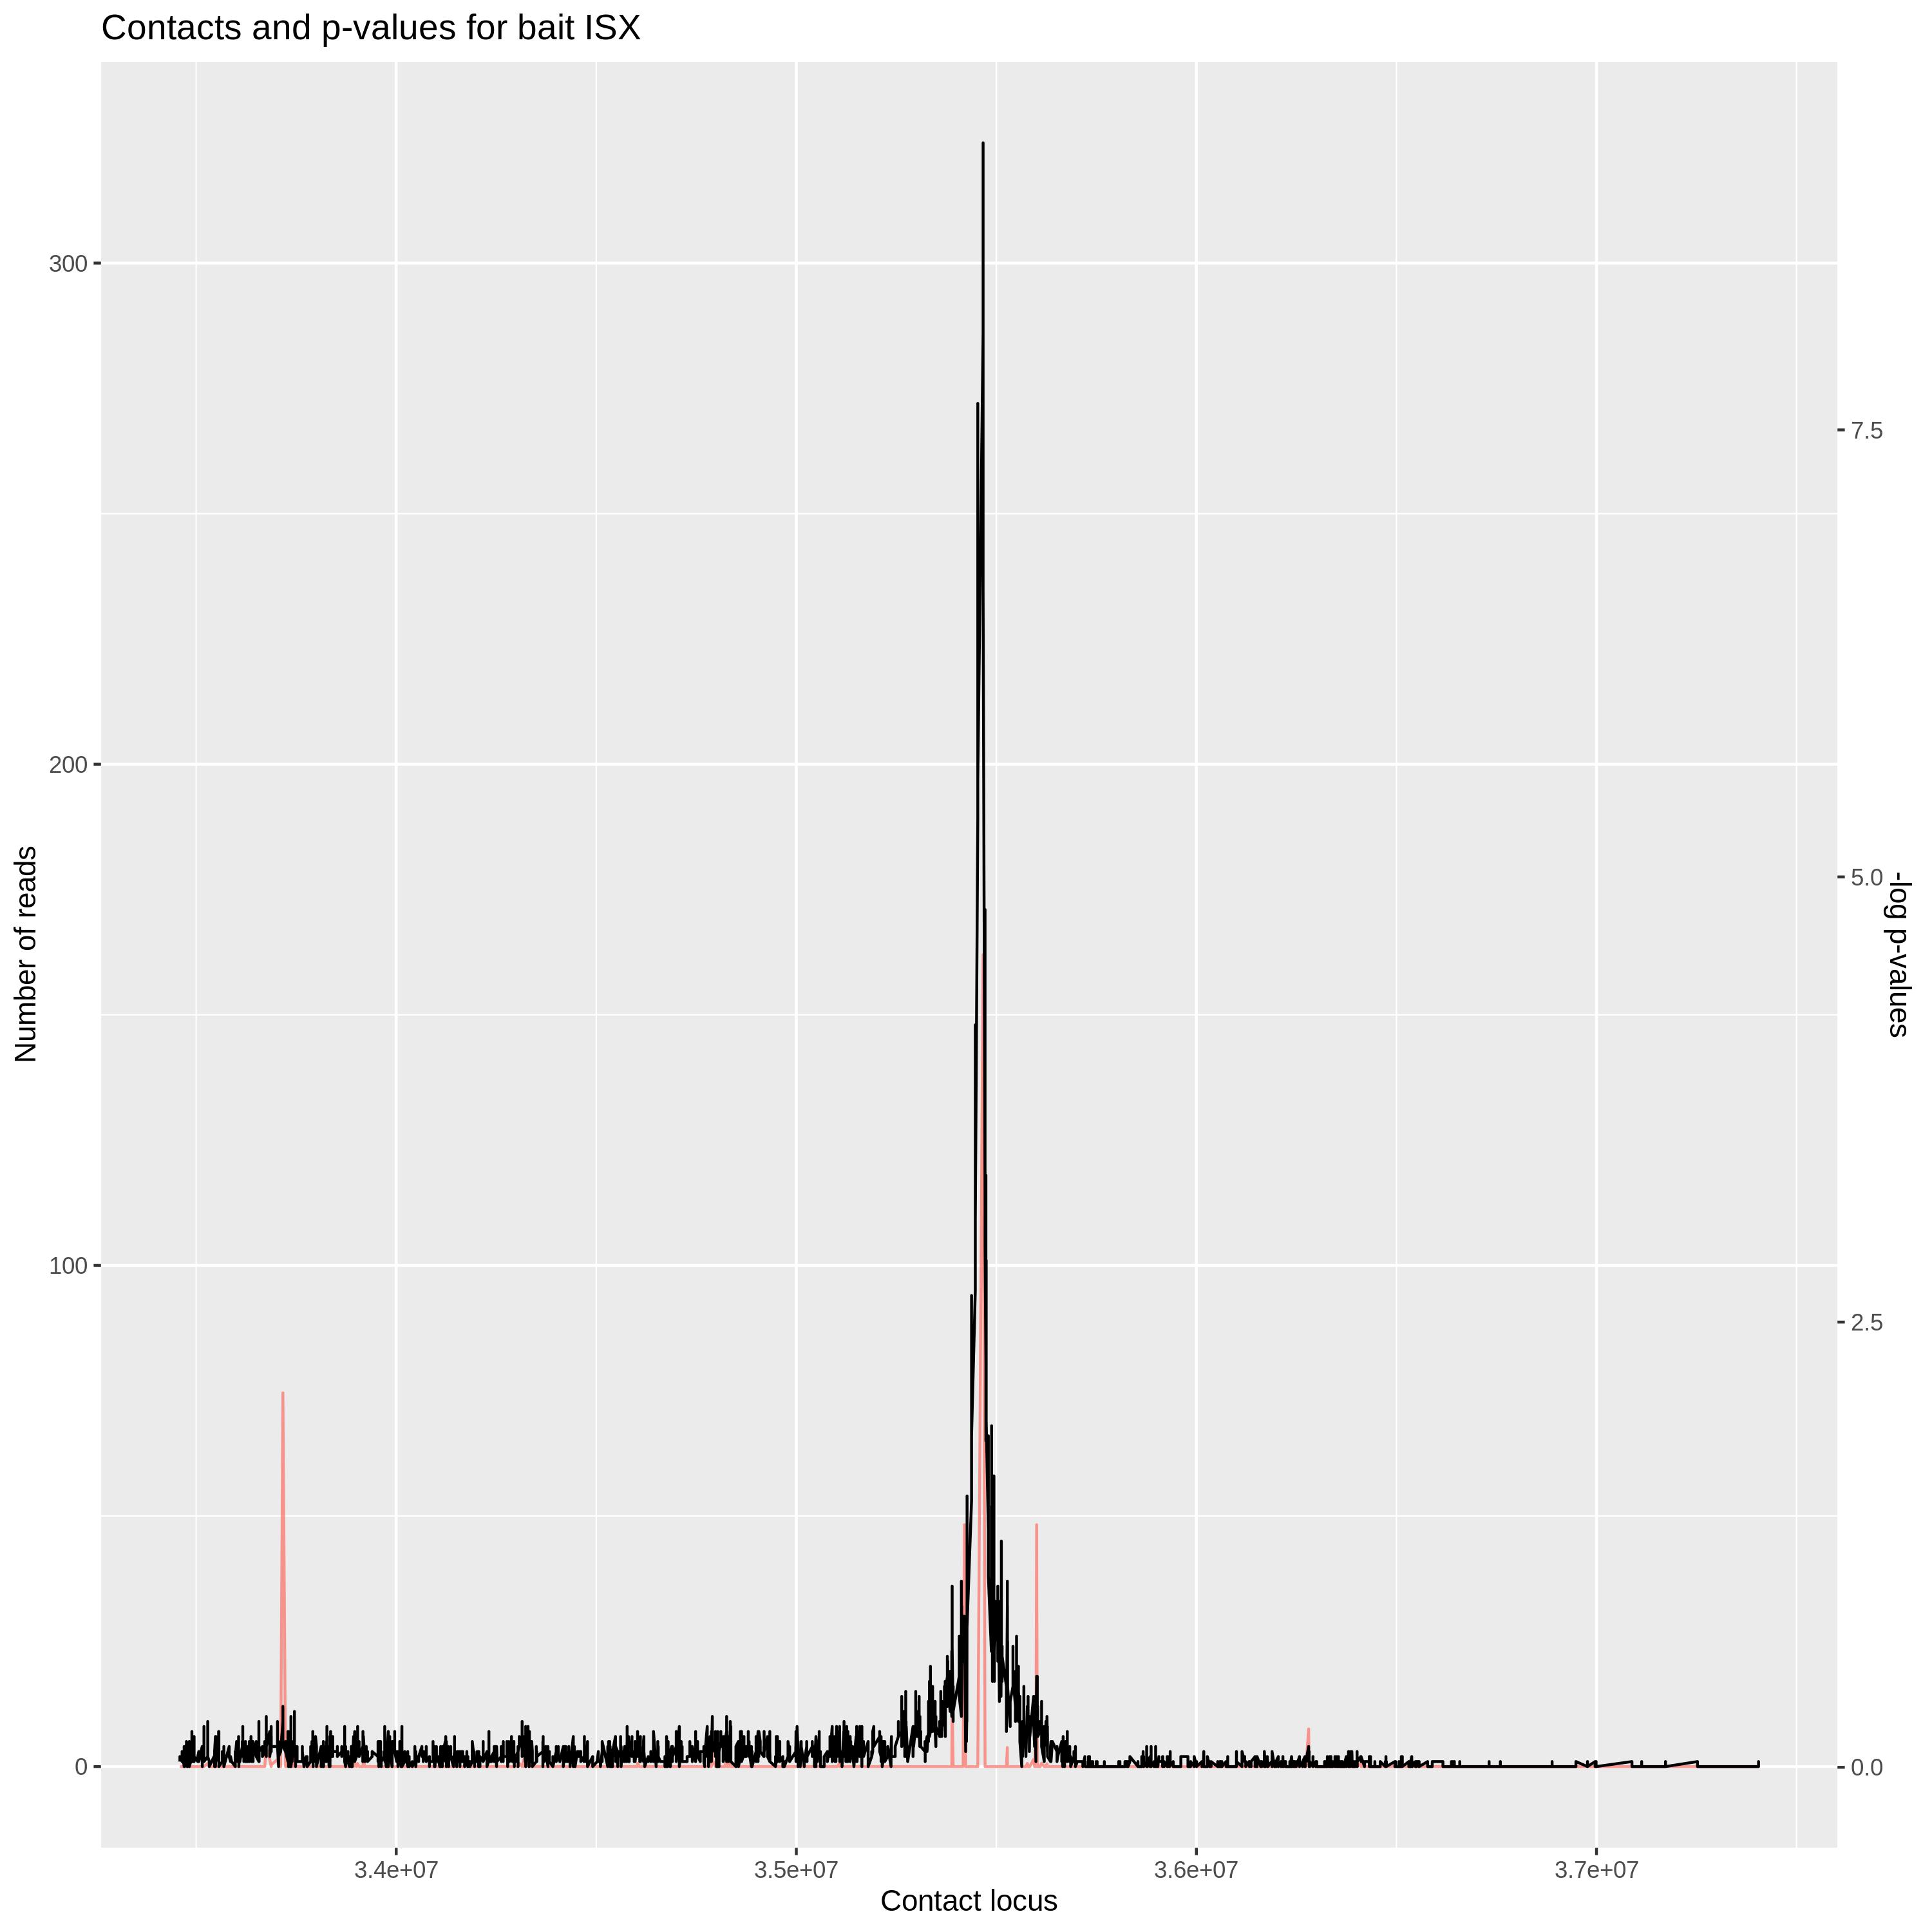 Contacts and p-values for bait ISX
300
200
100
0
Number of reads
7.5
5.0
2.5
0.0
-log p-values
3.4e+07
3.5e+07
3.6e+07
3.7e+07
Contact locus